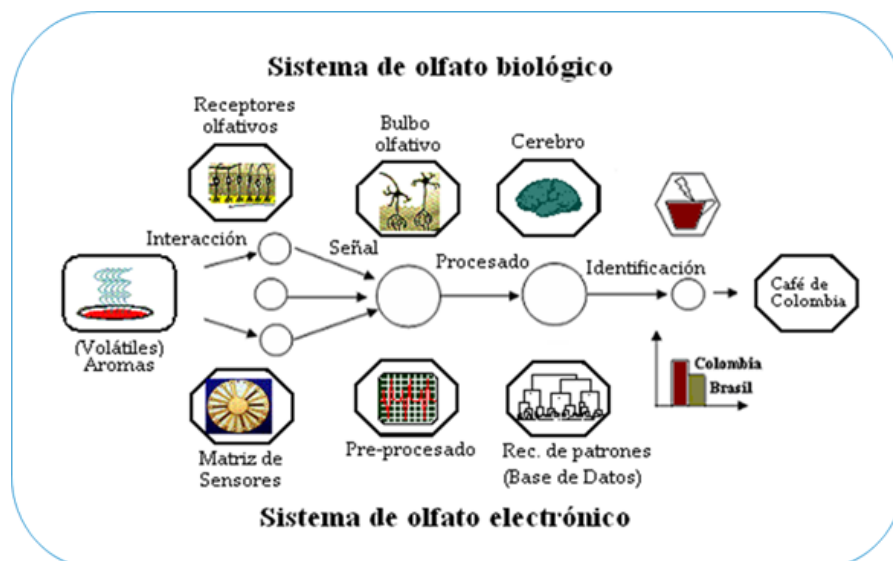 Sistema de olfato biológico
Receptores
olfativos
Bulbo
olfativo
Cerebro
Interacción
Señal
Procesado
Identificación
Café de
Colombia
(Volátiles)
Aromas
Colombia
Brasil
Matriz de
Sensores
Pre-procesado
Rec. de patrones
(Base de Datos)
Sistema de olfato electrónico